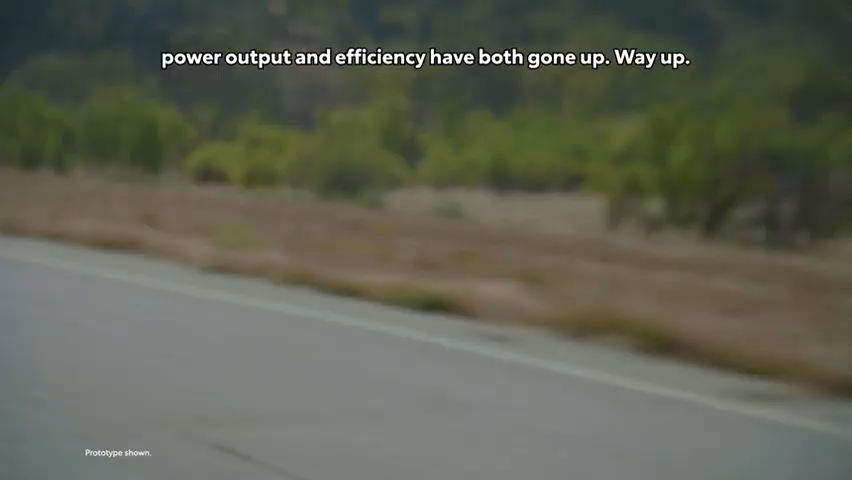 power output and efficiency have both gone up. Way up.
Prototype shown.